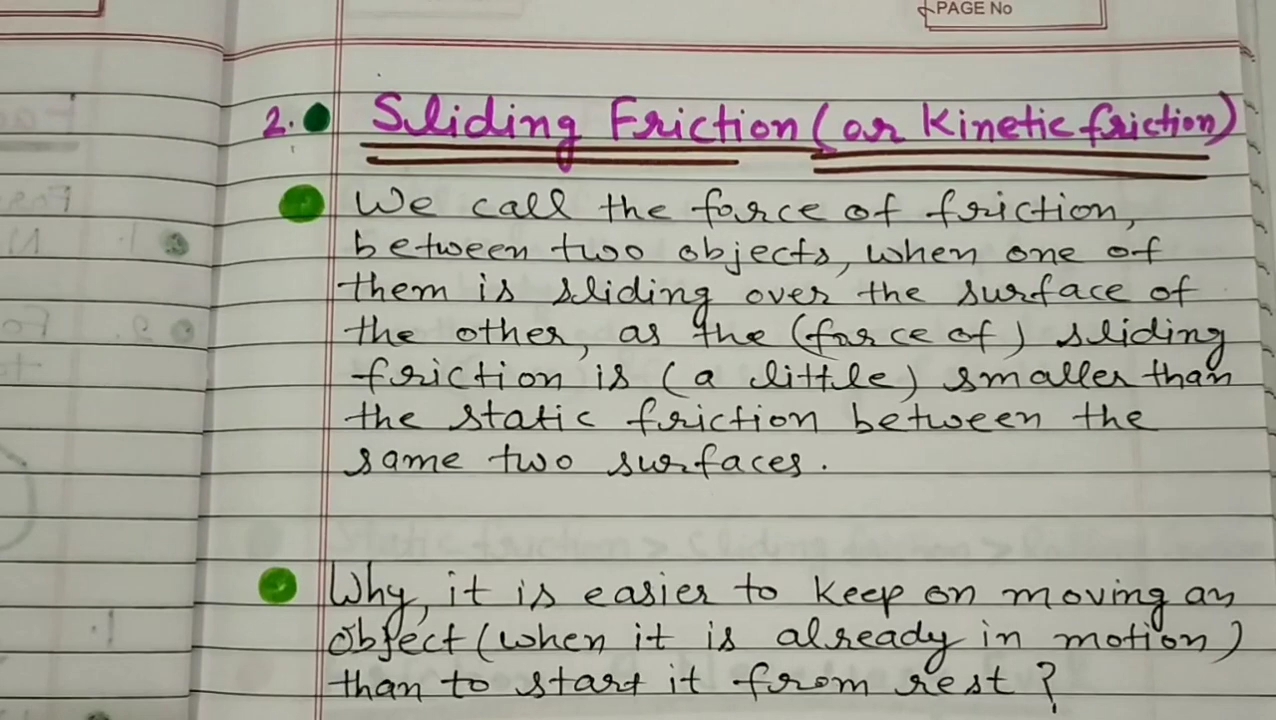 PAGE No
2. Sliding Friction (or Kinetic friction)
We call the force of friction,
between two objects, when one of
them is sliding over the surface of
the other, as the (force of) sliding
friction is (a little) smaller than
the static friction between the
same two surfaces.
Why, it is easier to keep on moving an
object (when it is already in motion)
than to start it from rest?